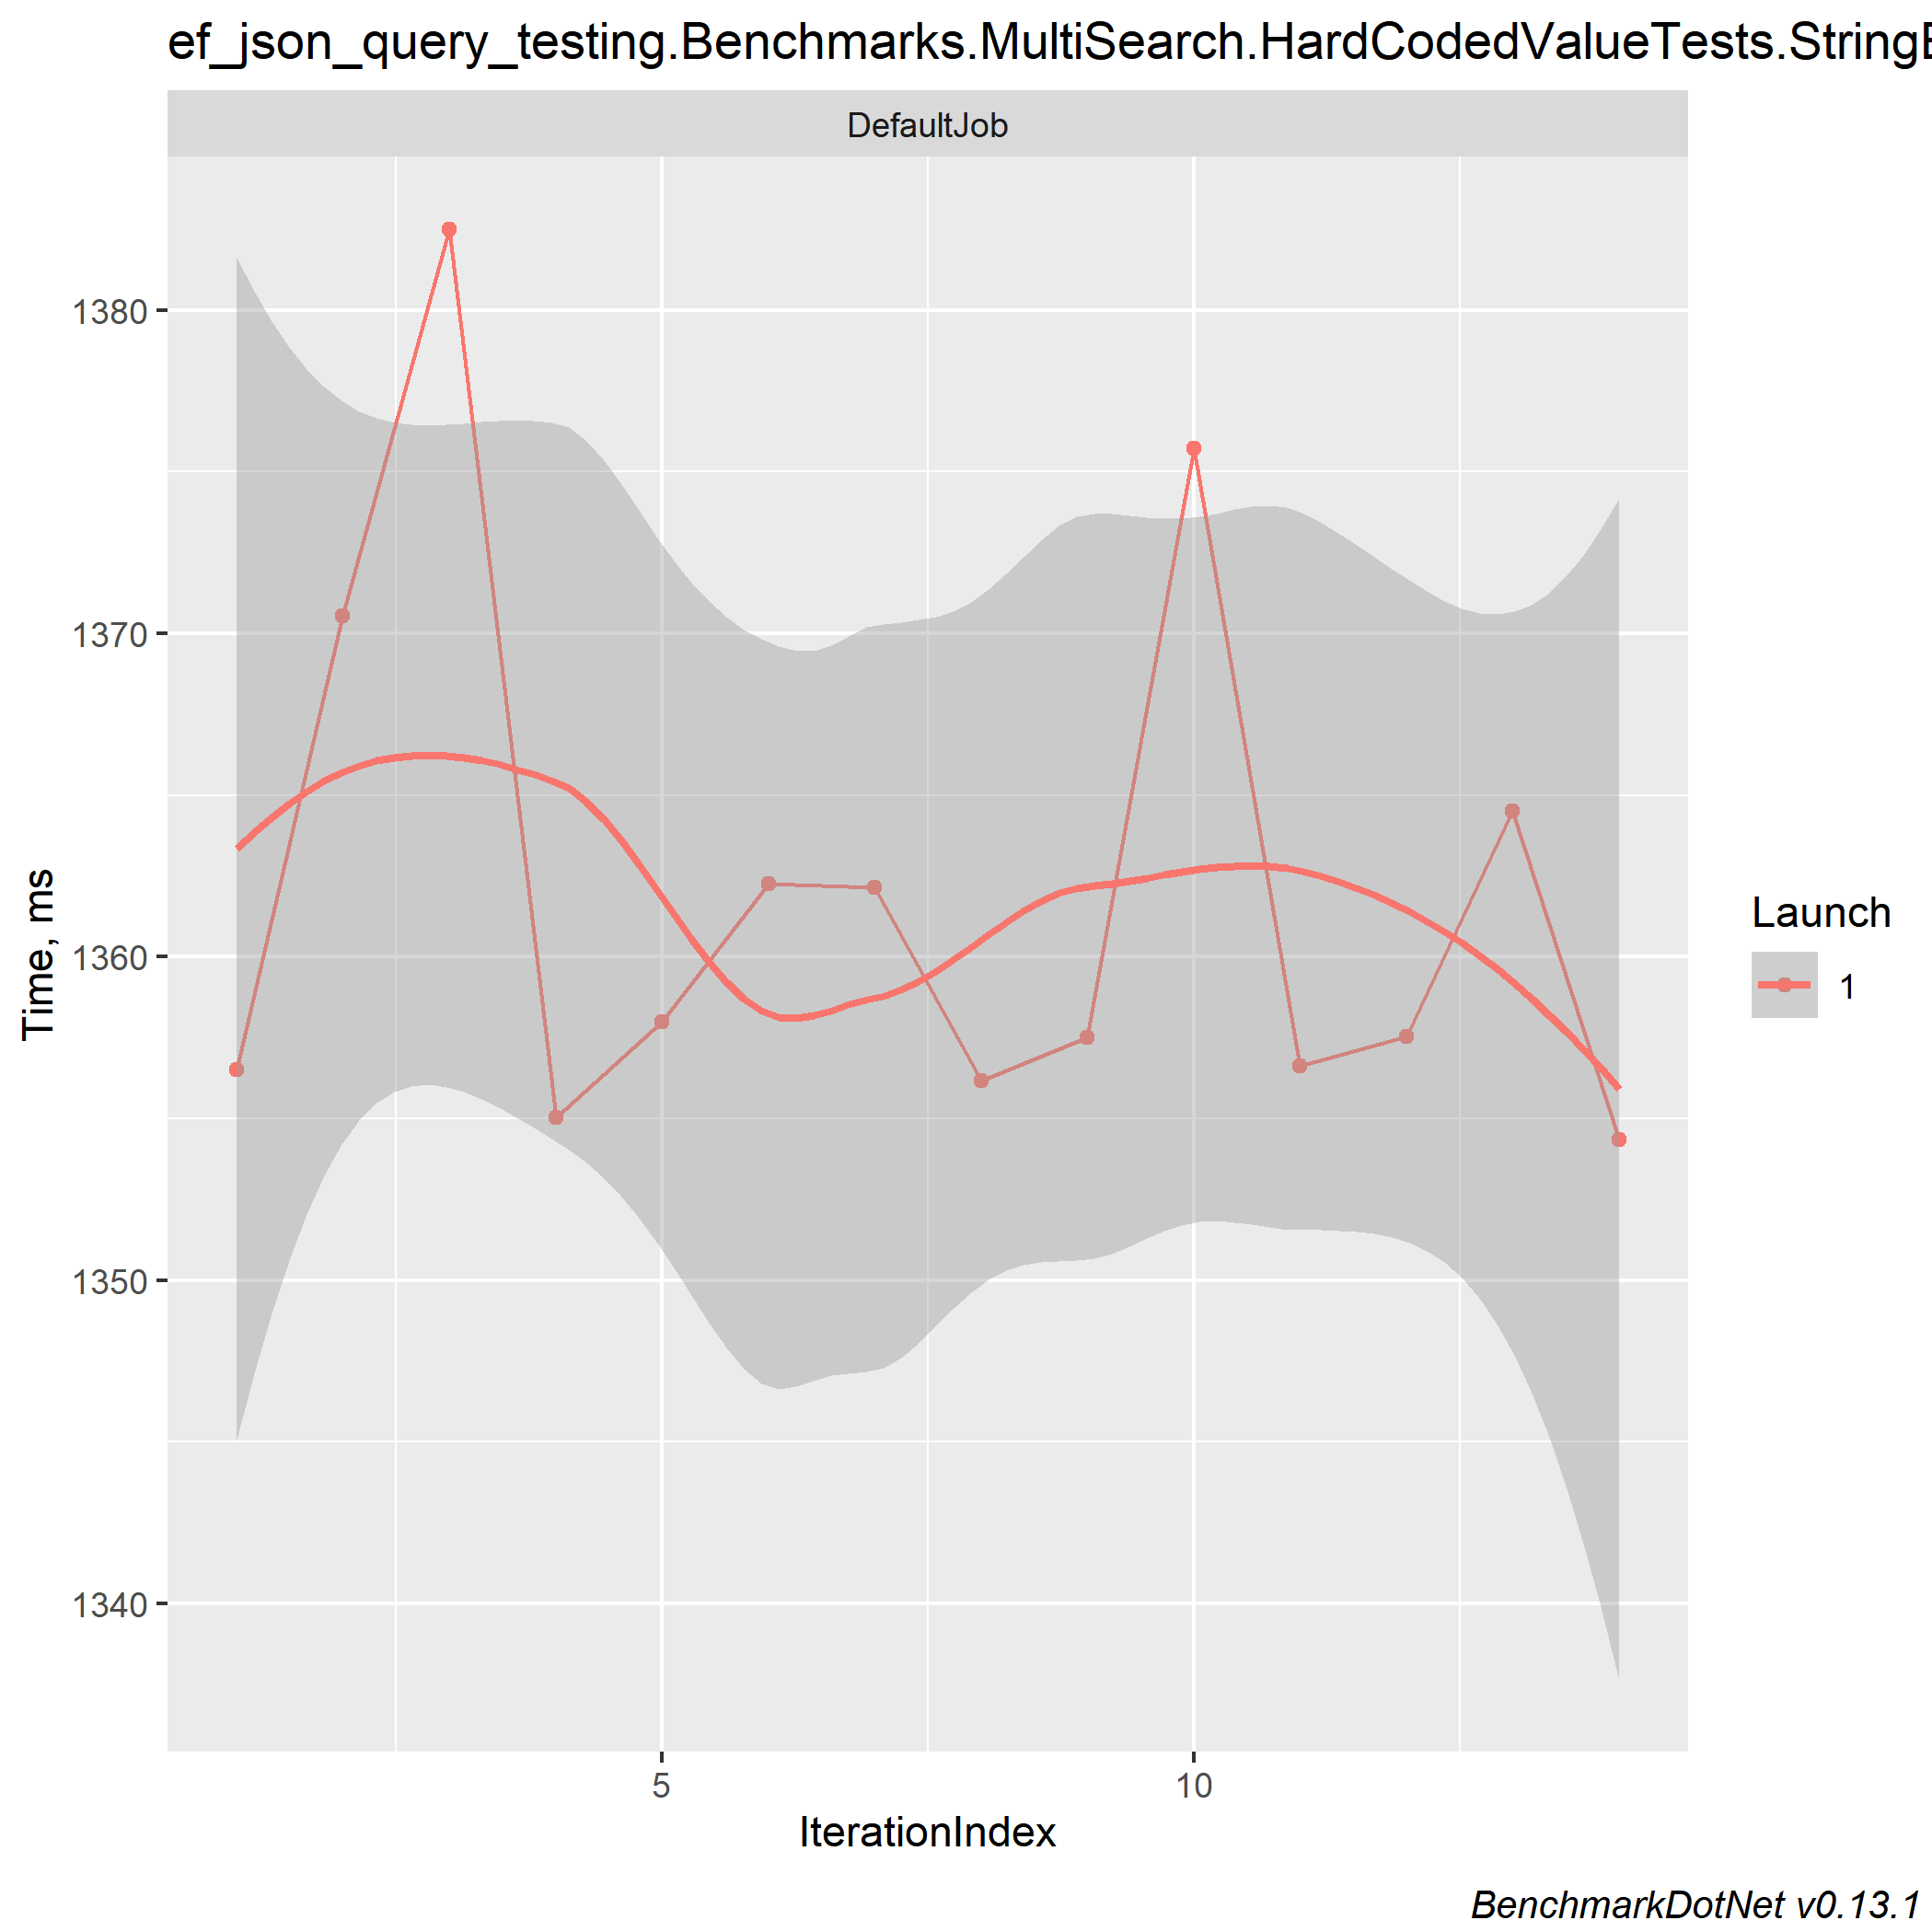 ef_json_query_testing.Benchmarks.MultiSearch.HardCodedValueTests.String
DefaultJob
1380
1370
1360
1350
1340
Time, ms
5
10
IterationIndex
Launch
1
BenchmarkDotNet v0.13.1